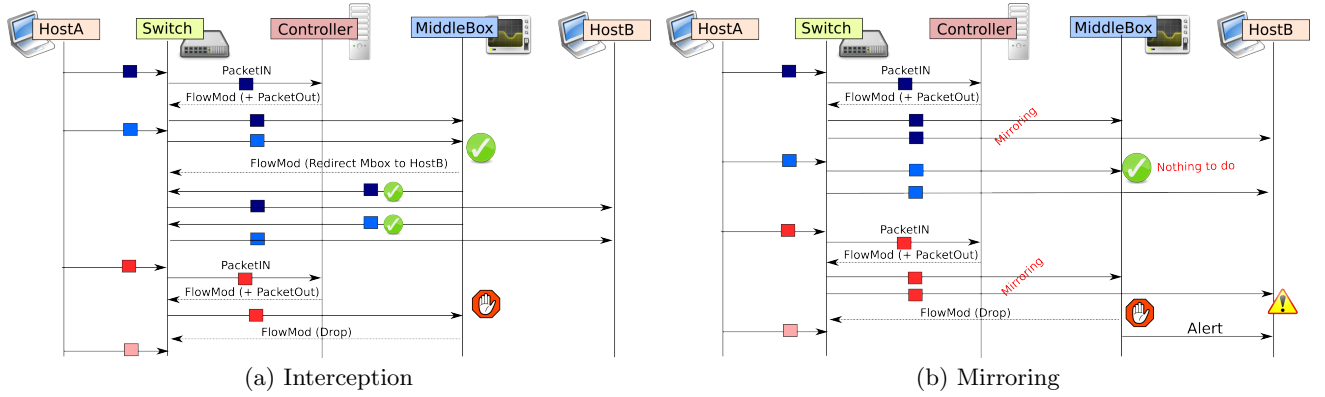 HostA
Switch
Controller
MiddleBox
HostB
PacketIN
FlowMod (+ PacketOut)
FlowMod (Redirect Mbox to HostB)
PacketIN
FlowMod (+ PacketOut)
FlowMod (Drop)
(a) Interception
HostA
Switch
Controller
MiddleBox
HostB
PacketIN
FlowMod (+ PacketOut)
Mirroring
Nothing to do
PacketIN
FlowMod (+ PacketOut)
Mirroring
FlowMod (Drop)
Alert
(b) Mirroring